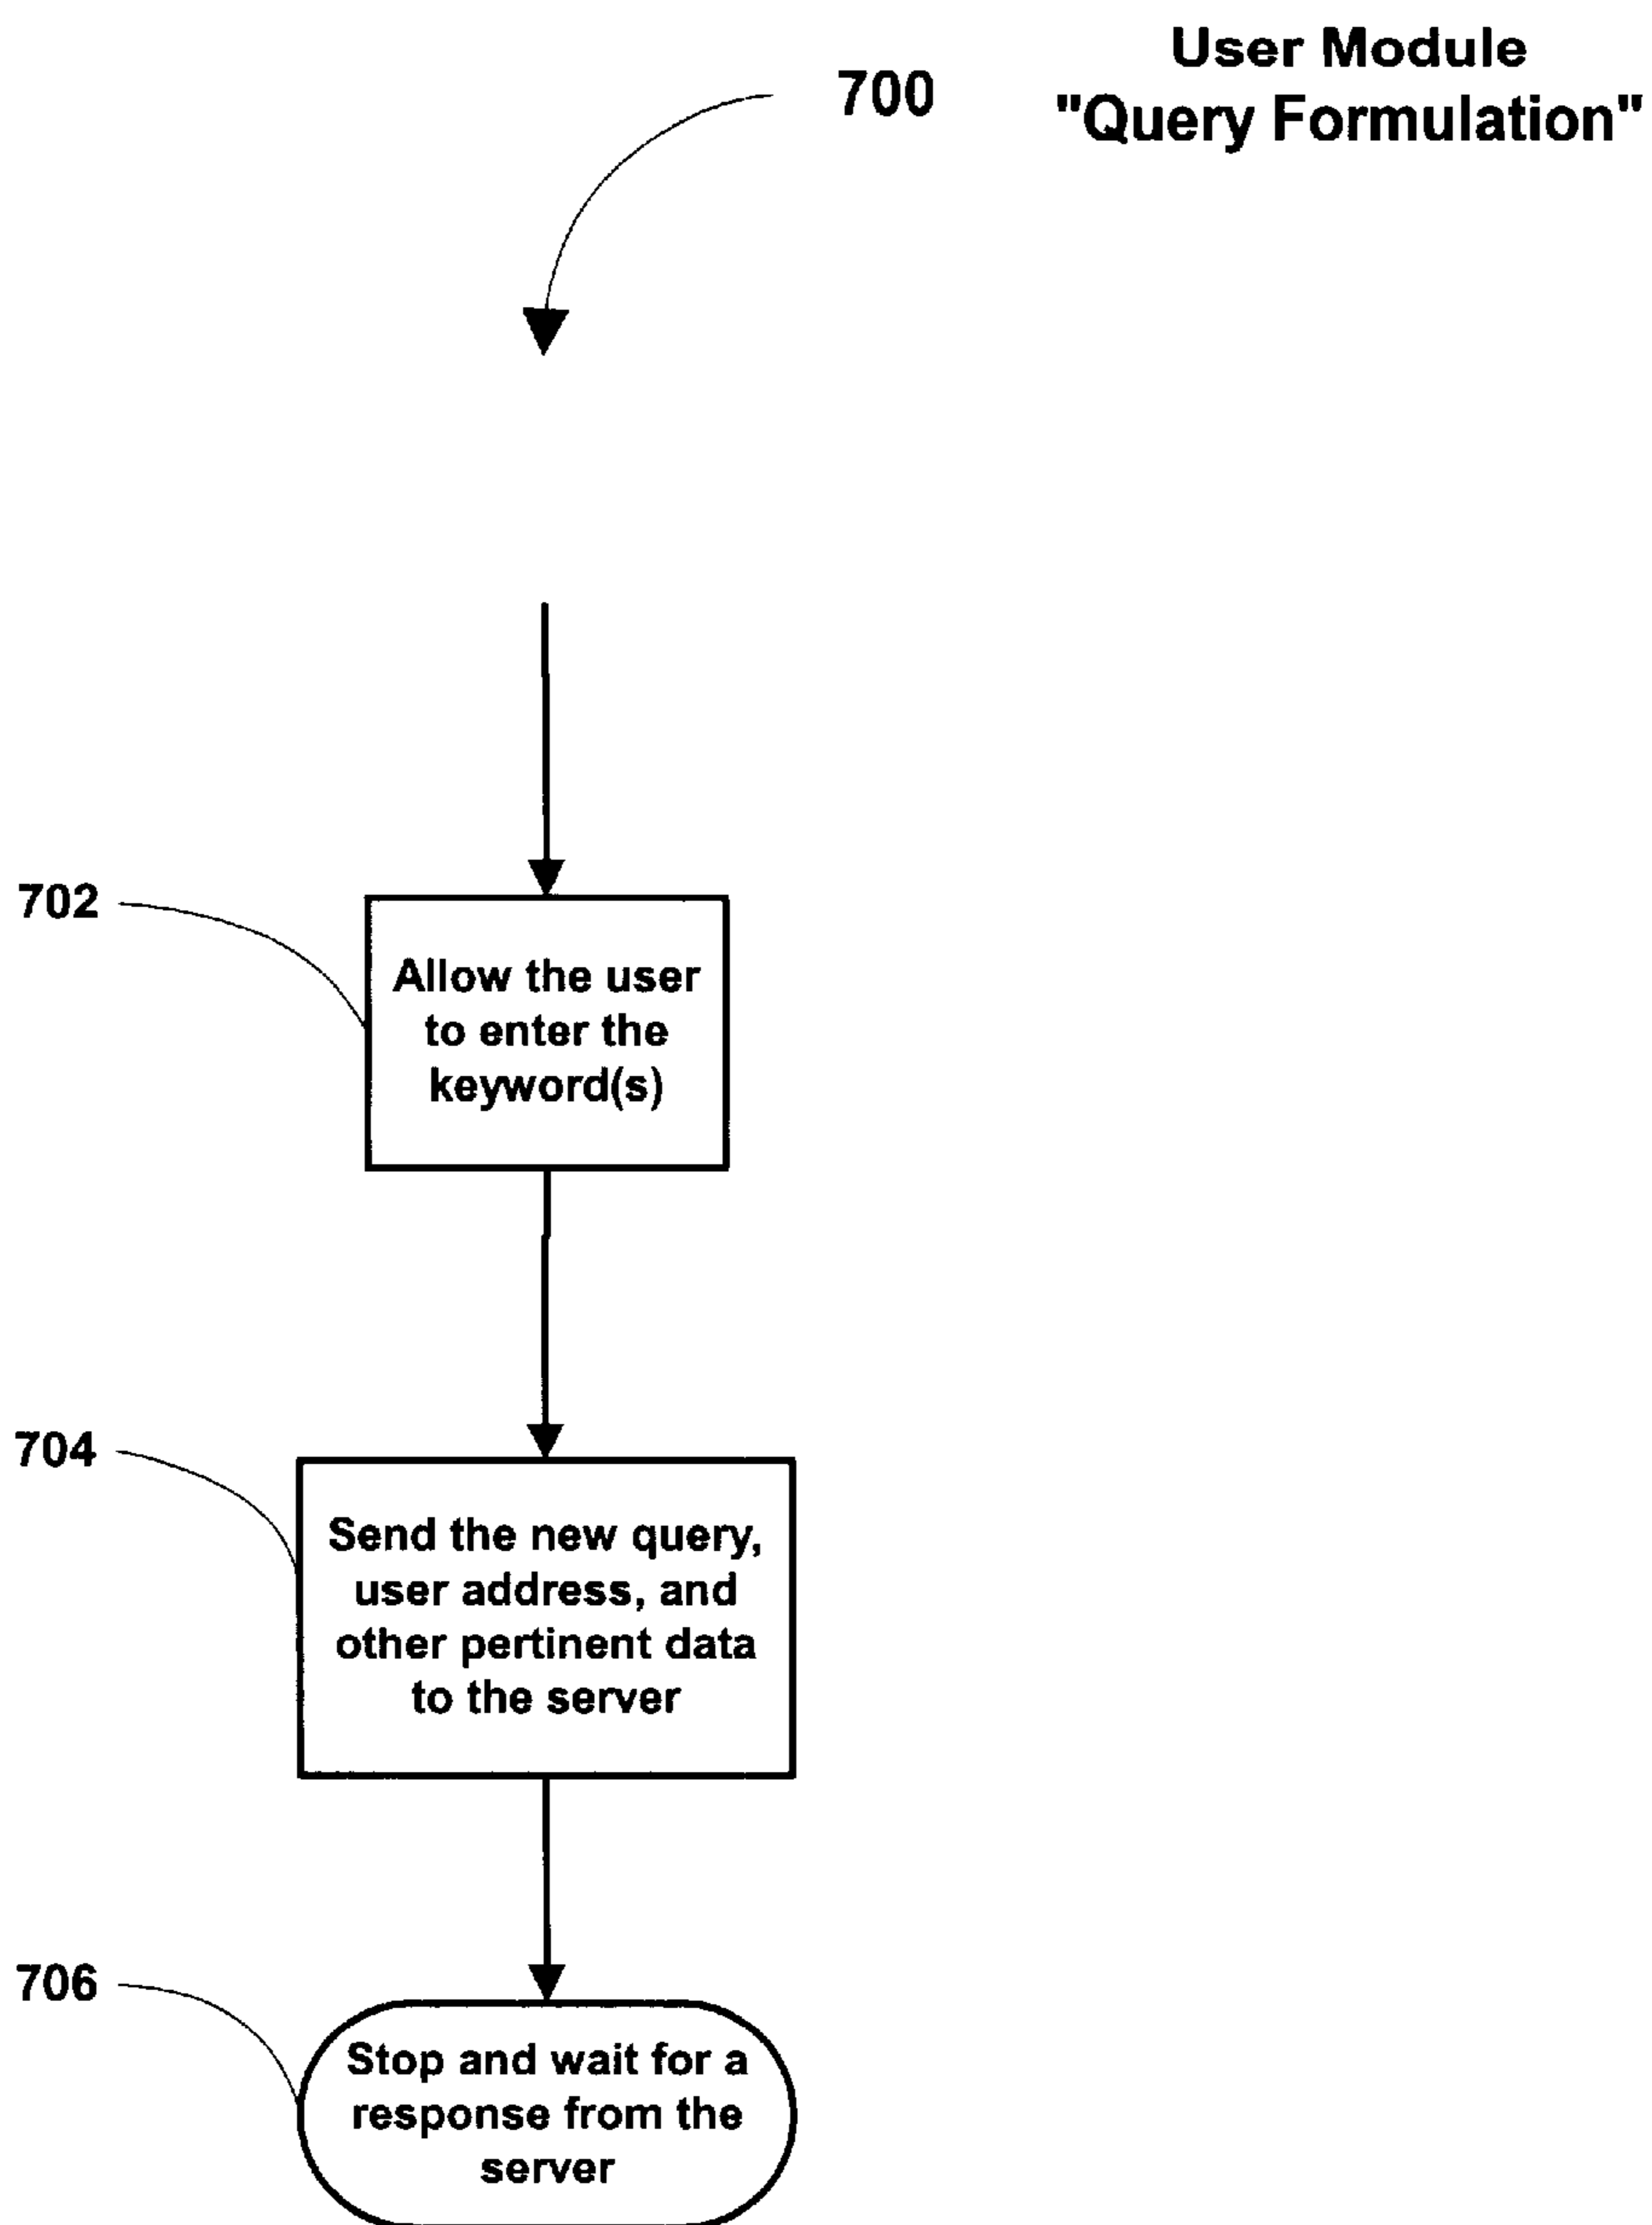 User Module
"Query Formulation"
700
702
Allow the user
to enter the
keyword(s)
704
Send the new query,
user address, and
other pertinent data
to the server
706
Stop and wait for a
response from the
server